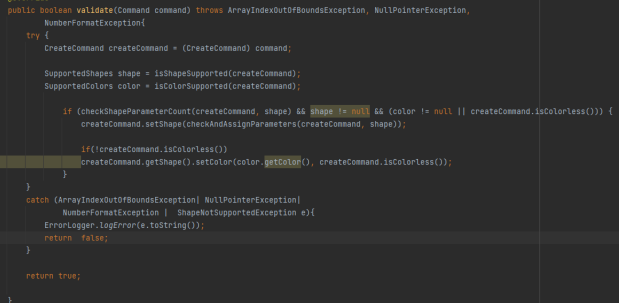 public boolean validate(Command command) throws ArrayIndexOutOfBoundsException, NullPointerException,
NumberFormatException{
try {
CreateCommand createCommand = (CreateCommand) command;
SupportedShapes shape = isShapeSupported(createCommand);
SupportedColors color = isColorSupported(createCommand);
if (checkShapeParameterCount(createCommand, shape) && shape != null && (color != null || createCommand.isColorless())) {
createCommand.setShape(checkAndAssignParameters(createCommand, shape));
if(!createCommand.isColorless())
createCommand.getShape().setColor(color.getColor(), createCommand.isColorless());
}
}
catch (ArrayIndexOutOfBoundsException| NullPointerException|
NumberFormatException | ShapeNotSupportedException e){
ErrorLogger.logError(e.toString());
return false;
}
return true;
}